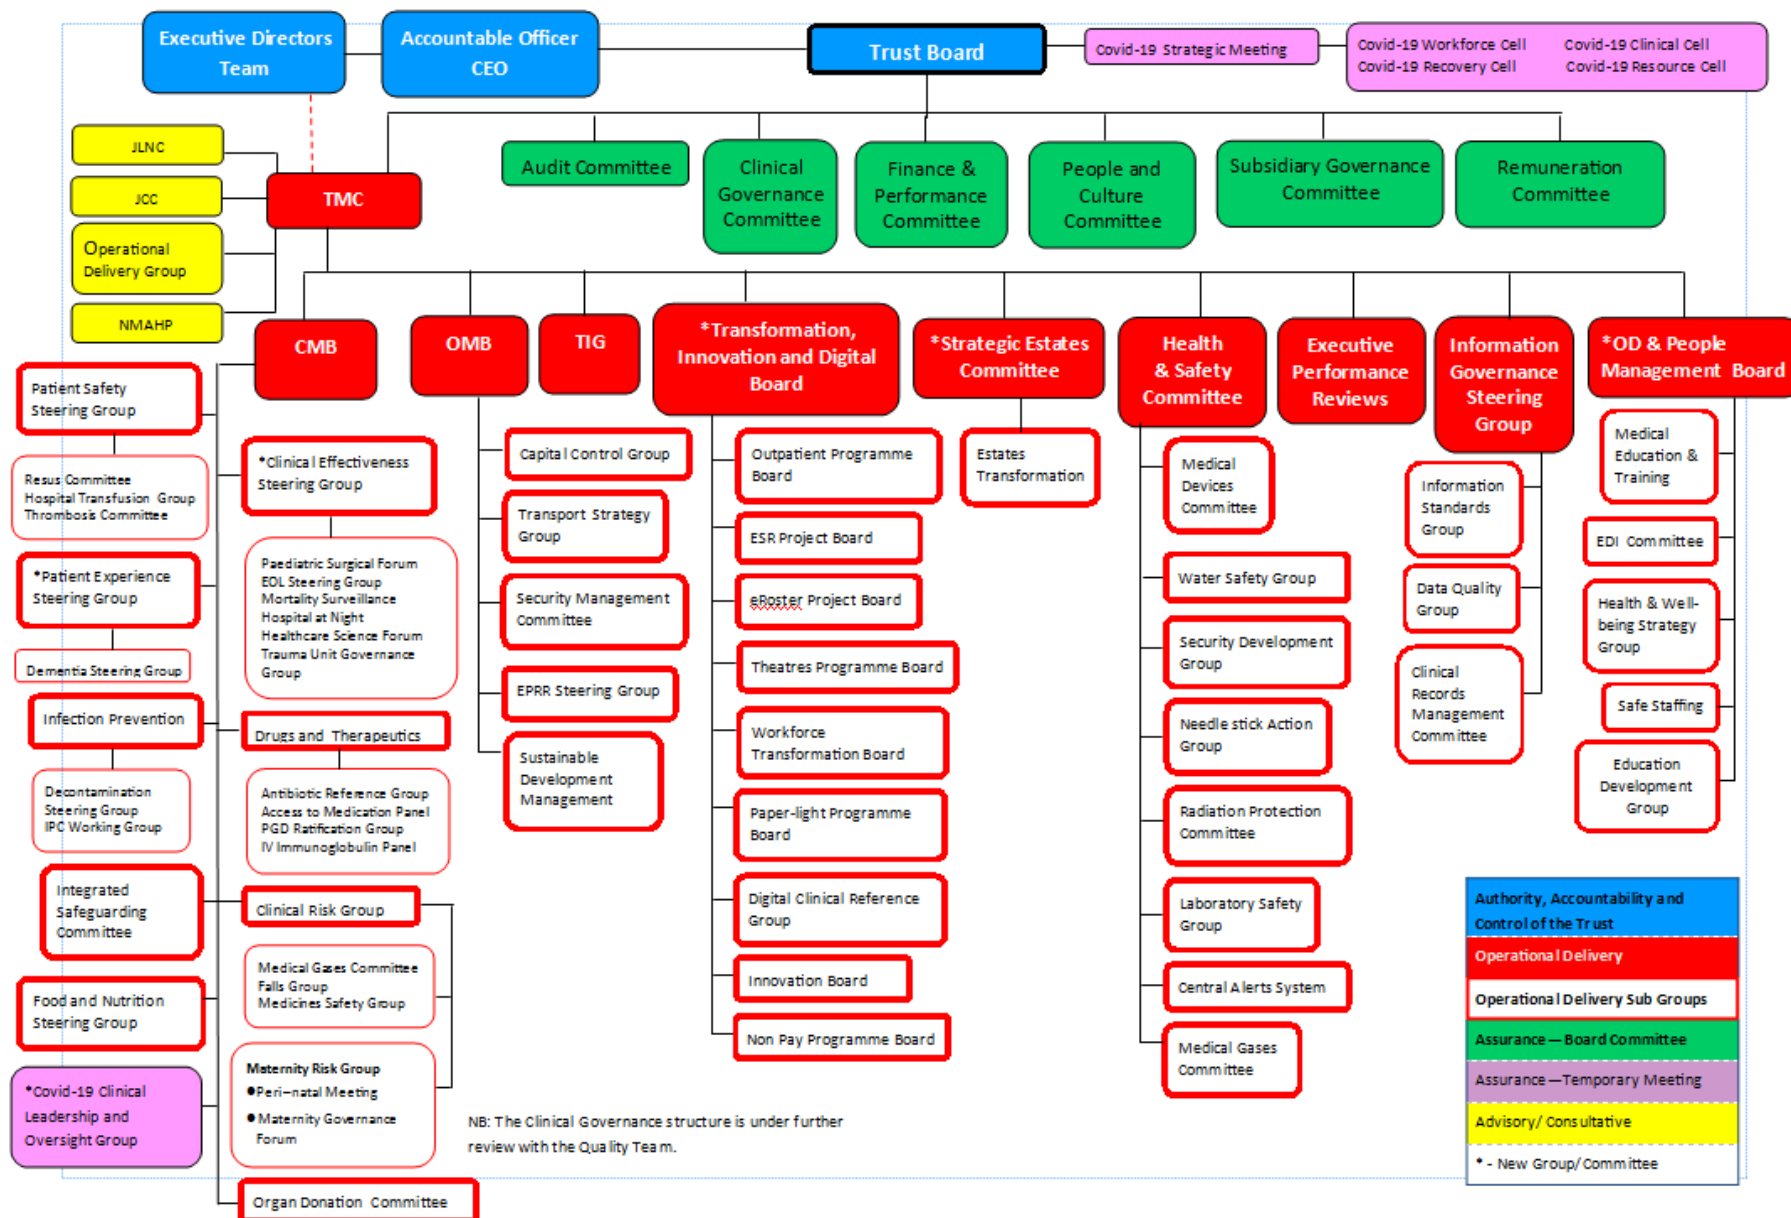 Executive Directors
Team
Accountable Officer
CEO
Trust Board
Covid-19 Strategic Meeting
Covid-19 Workforce Cell Covid-19 Clinical Cell
Covid-19 Recovery Cell Covid-19 Resource Cell
JLNC
JCC
Operational
Delivery Group
NMAHP
TMC
Audit Committee
Clinical
Governance
Committee
Finance &
Performance
Committee
People and
Culture
Committee
Subsidiary Governance
Committee
Remuneration
Committee
CMB
OMB
TIG
*Transformation,
Innovation and Digital
Board
*Strategic Estates
Committee
Health
& Safety
Committee
Executive
Performance
Reviews
Information
Governance
Steering
Group
*OD & People
Management Board
Patient Safety
Steering Group
Resus Committee
Hospital Transfusion Group
Thrombosis Committee
*Patient Experience
Steering Group
Dementia Steering Group
Infection Prevention
Decontamination
Steering Group
IPC Working Group
Integrated
Safeguarding
Committee
Food and Nutrition
Steering Group
*Covid-19 Clinical
Leadership and
Oversight Group
*Clinical Effectiveness
Steering Group
Paediatric Surgical Forum
EOL Steering Group
Mortality Surveillance
Hospital at Night
Healthcare Science Forum
Trauma Unit Governance
Group
Drugs and Therapeutics
Antibiotic Reference Group
Access to Medication Panel
PGD Ratification Group
IV Immunoglobulin Panel
Clinical Risk Group
Medical Gases Committee
Falls Group
Medicines Safety Group
Maternity Risk Group
●Peri–natal Meeting
● Maternity Governance
Forum
Organ Donation Committee
Capital Control Group
Transport Strategy
Group
Security Management
Committee
EPRR Steering Group
Sustainable
Development
Management
Outpatient Programme
Board
ESR Project Board
eRoster Project Board
Theatres Programme Board
Workforce
Transformation Board
Paper-light Programme
Board
Digital Clinical Reference
Group
Innovation Board
Non Pay Programme Board
Estates
Transformation
Medical
Devices
Committee
Water Safety Group
Security Development
Group
Needle stick Action
Group
Radiation Protection
Committee
Laboratory Safety
Group
Central Alerts System
Medical Gases
Committee
Information
Standards
Group
Data Quality
Group
Clinical
Records
Management
Committee
Medical
Education &
Training
EDI Committee
Health & Well-
being Strategy
Group
Safe Staffing
Education
Development
Group
NB: The Clinical Governance structure is under further
review with the Quality Team.
Authority, Accountability and
Control of the Trust
Operational Delivery
Operational Delivery Sub Groups
Assurance — Board Committee
Assurance —Temporary Meeting
Advisory/ Consultative
* - New Group/ Committee